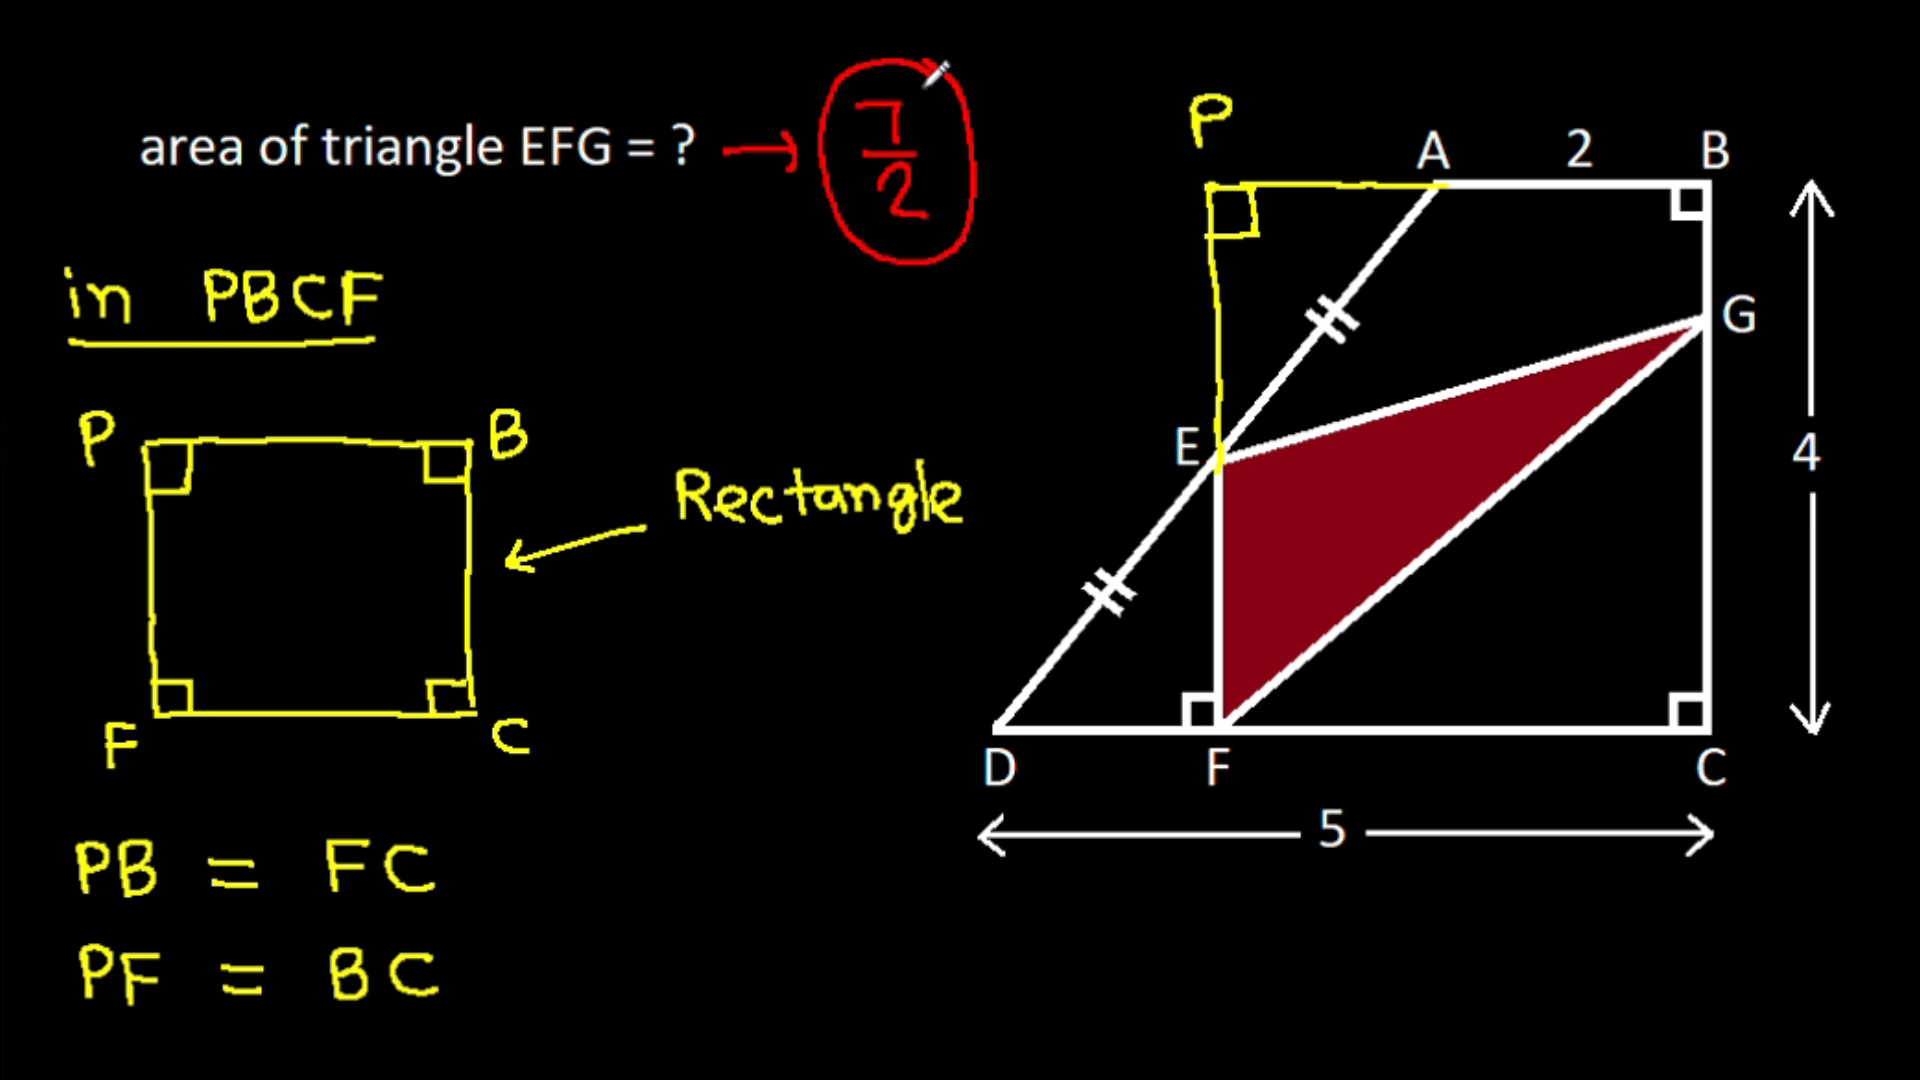 area of triangle EFG = ? → 7/2
in PBCF
P B
Rectangle
F C
PB = FC
PF = BC
P
A 2 B
G
E
4
D F C
5